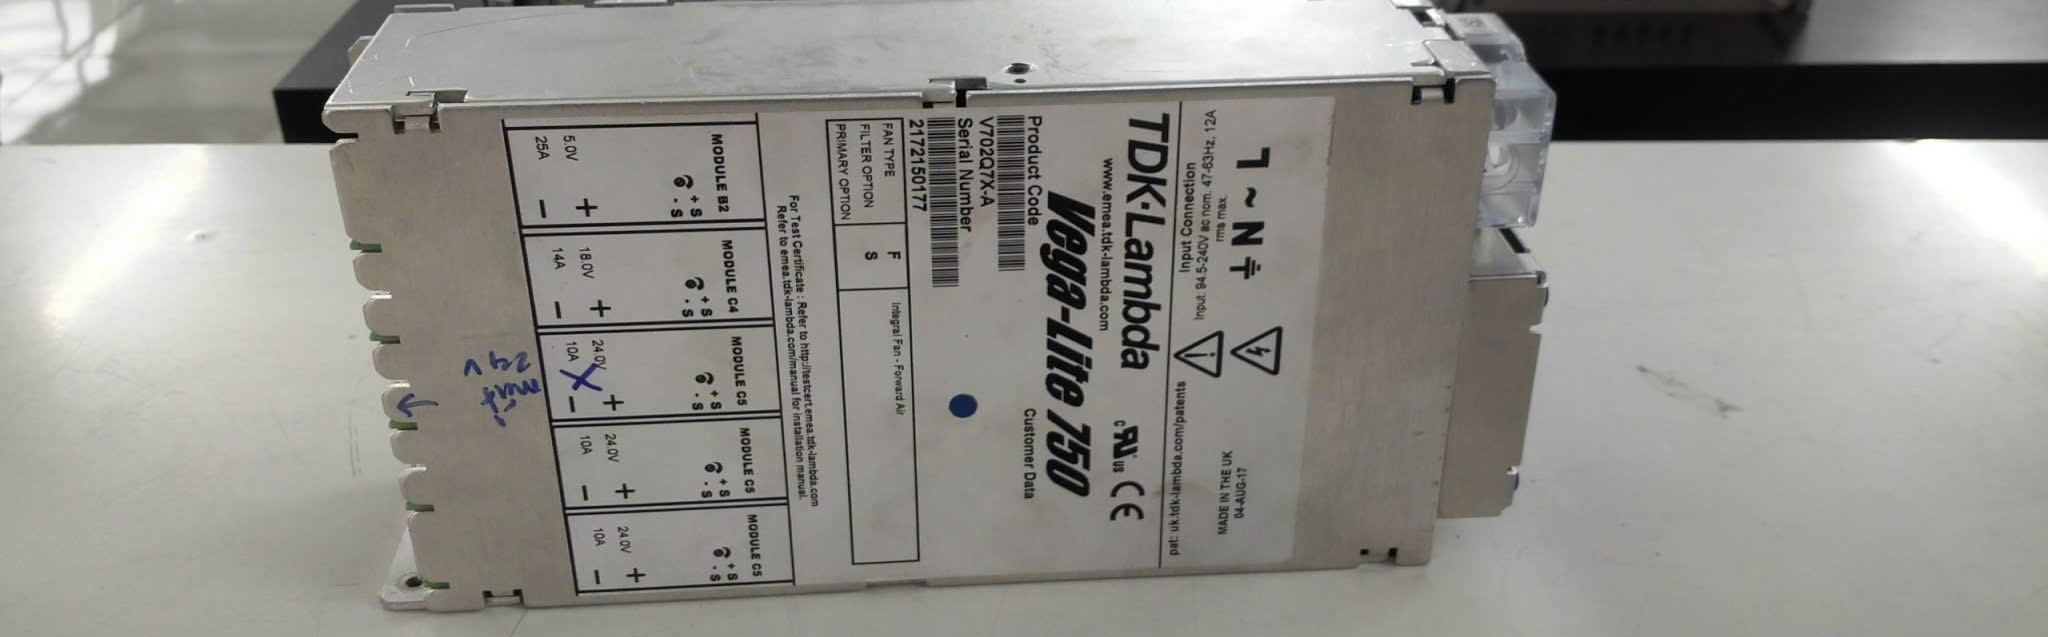 L ~ N
Input Connection
Input: 94.5-240V ac nom. 47-63Hz, 12A
rms max.
MADE IN THE UK
04-AUG-17
pat: uk.tdk-lambda.com/patents
TDK-Lambda
www.emea.tdk-lambda.com
c RU us CE
Vega-Lite 750
Product Code
V702Q7X-A
Serial Number
2172150177
Customer Data
FAN TYPE F Integral Fan - Forward Air
FILTER OPTION S
PRIMARY OPTION
For Test Certificate : Refer to http://testcert.emea.tdk-lambda.com
Refer to emea.tdk-lambda.com/manual for installation manual.
MODULE B2
+ S
- S
5.0V +
25A -
MODULE C4
+ S
- S
18.0V +
14A -
MODULE C5
+ S
- S
24.0V +
10A -
X
MODULE C5
+ S
- S
24.0V +
10A -
MODULE C5
+ S
- S
24.0V +
10A -
24
V